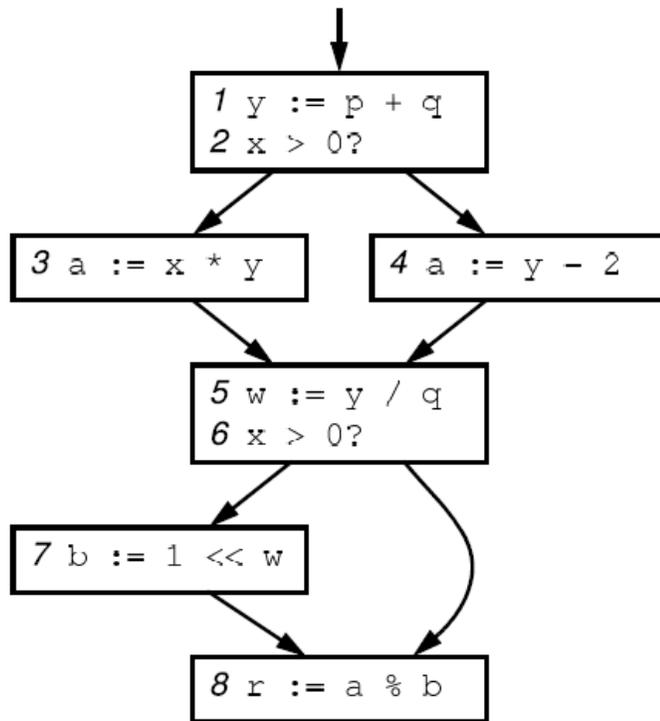 1 y := p + q
2 x > 0?
3 a := x * y
4 a := y - 2
5 w := y / q
6 x > 0?
7 b := 1 << w
8 r := a % b